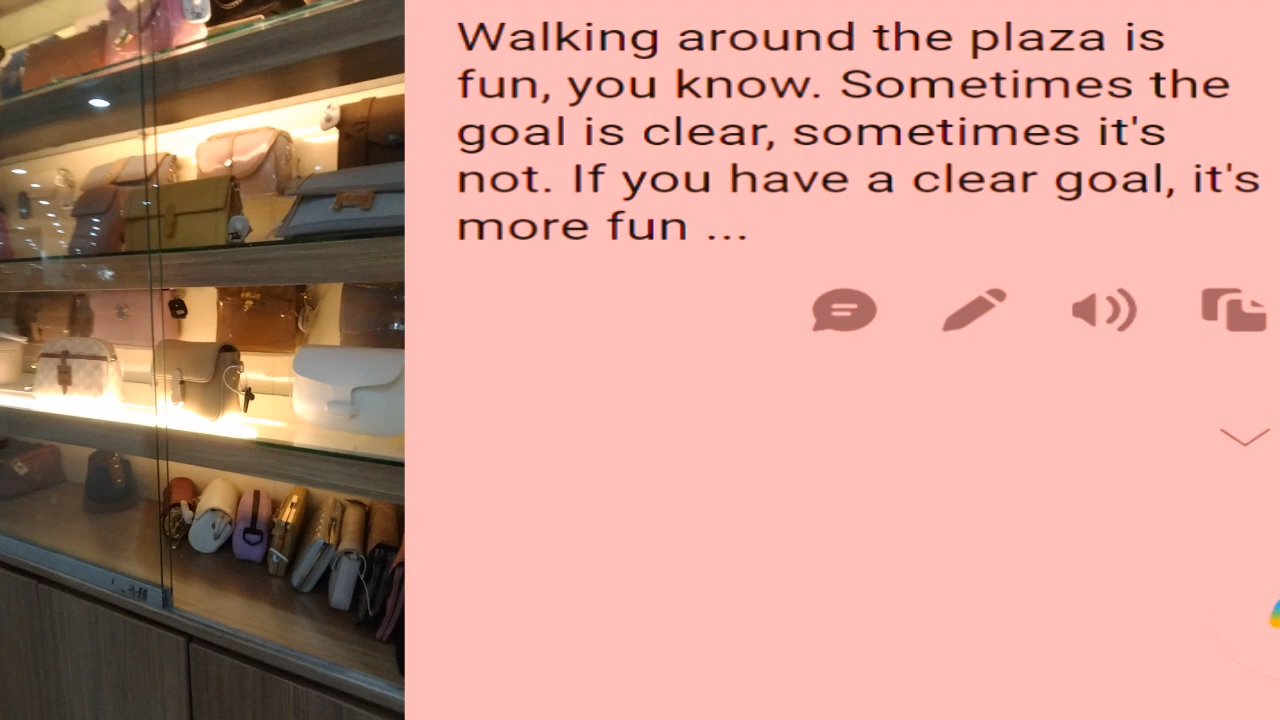 Walking around the plaza is
fun, you know. Sometimes the
goal is clear, sometimes it's
not. If you have a clear goal, it's
more fun ...